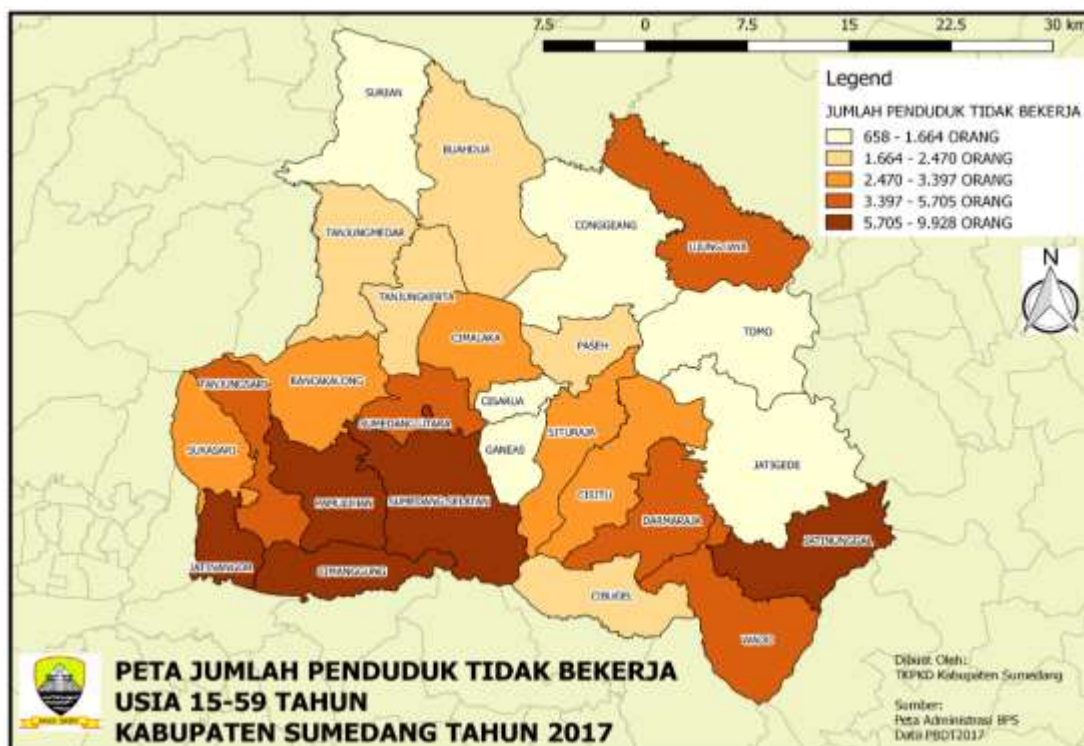 7.5 0 7.5 15 22.5 30 km
Legend
JUMLAH PENDUDUK TIDAK BEKERJA
658 - 1.664 ORANG
1.664 - 2.470 ORANG
2.470 - 3.397 ORANG
3.397 - 5.705 ORANG
5.705 - 9.928 ORANG
N
SURIAN
BUAHDUA
CONGGEANG
TANJUNGMEDAR
UJUNGJAYA
TANJUNGKERTA
CIMALAKA
PASEH
TOMO
TANJUNGSARI
RANCAKALONG
CISARUA
SUMEDANG UTARA
SITURAJA
SUKASARI
GANEAS
JATIGEDE
PAMULIHAN
SUMEDANG SELATAN
CISITU
DARMARAJA
JATINUNGGAL
JATINANGOR
CIMANGGUNG
CIBUGEL
WADO
PETA JUMLAH PENDUDUK TIDAK BEKERJA
USIA 15-59 TAHUN
KABUPATEN SUMEDANG TAHUN 2017
Dibuat Oleh:
TKPKD Kabupaten Sumedang
Sumber:
Peta Administrasi BPS
Data PBDT2017